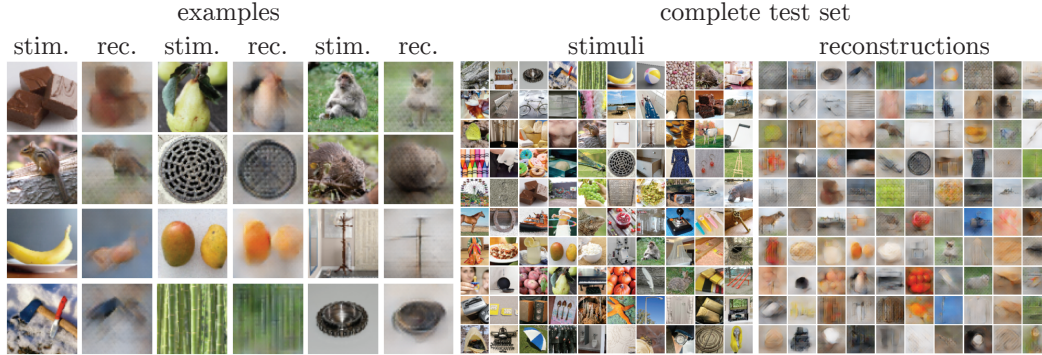 examples
complete test set
stim. rec. stim. rec. stim. rec.
stimuli
reconstructions